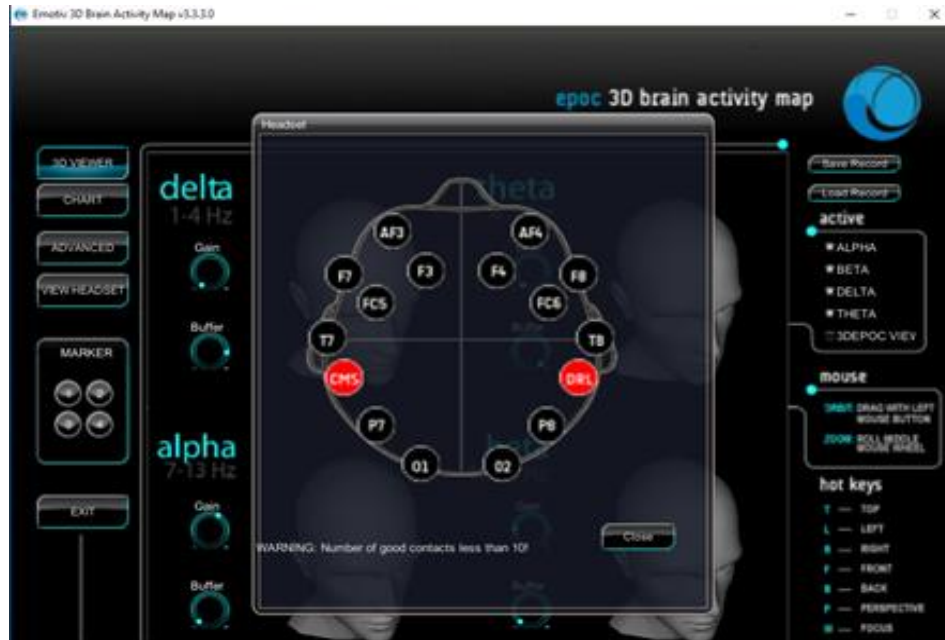 Emotiv 3D Brain Activity Map v3.3.3.0
epoc 3D brain activity map
Headset
3D VIEWER
CHART
ADVANCED
VIEW HEADSET
MARKER
EXIT
delta
1-4 Hz
Gain
Buffer
alpha
7-13 Hz
Gain
Buffer
theta
AF3 AF4
F7 F3 F4 F8
FC5 FC6
T7 T8
CMS DRL
P7 P8
O1 O2
WARNING: Number of good contacts less than 10!
Close
Save Record
Load Record
active
ALPHA
BETA
DELTA
THETA
3DEPOC VIEW
mouse
ORBIT: DRAG WITH LEFT
MOUSE BUTTON
ZOOM: ROLL MIDDLE
MOUSE WHEEL
hot keys
T — TOP
L — LEFT
R — RIGHT
F — FRONT
B — BACK
P — PERSPECTIVE
FOCUS